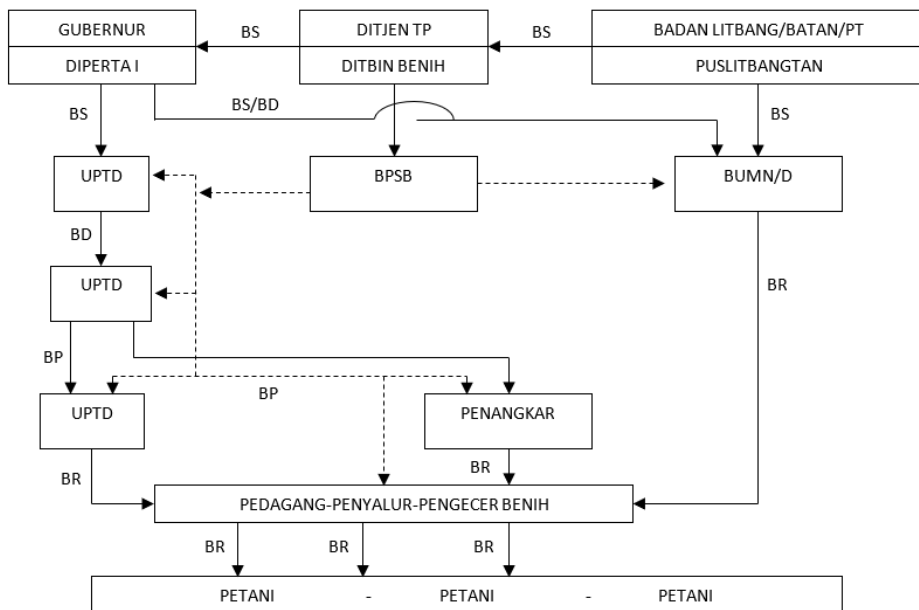 GUBERNUR
BS
DITJEN TP
BS
BADAN LITBANG/BATAN/PT
DIPERTA I
DITBIN BENIH
PUSLITBANGTAN
BS
BS/BD
BS
UPTD
BPSB
BUMN/D
BD
UPTD
BR
BP
BP
UPTD
PENANGKAR
BR
BR
PEDAGANG-PENYALUR-PENGECER BENIH
BR
BR
BR
PETANI - PETANI - PETANI